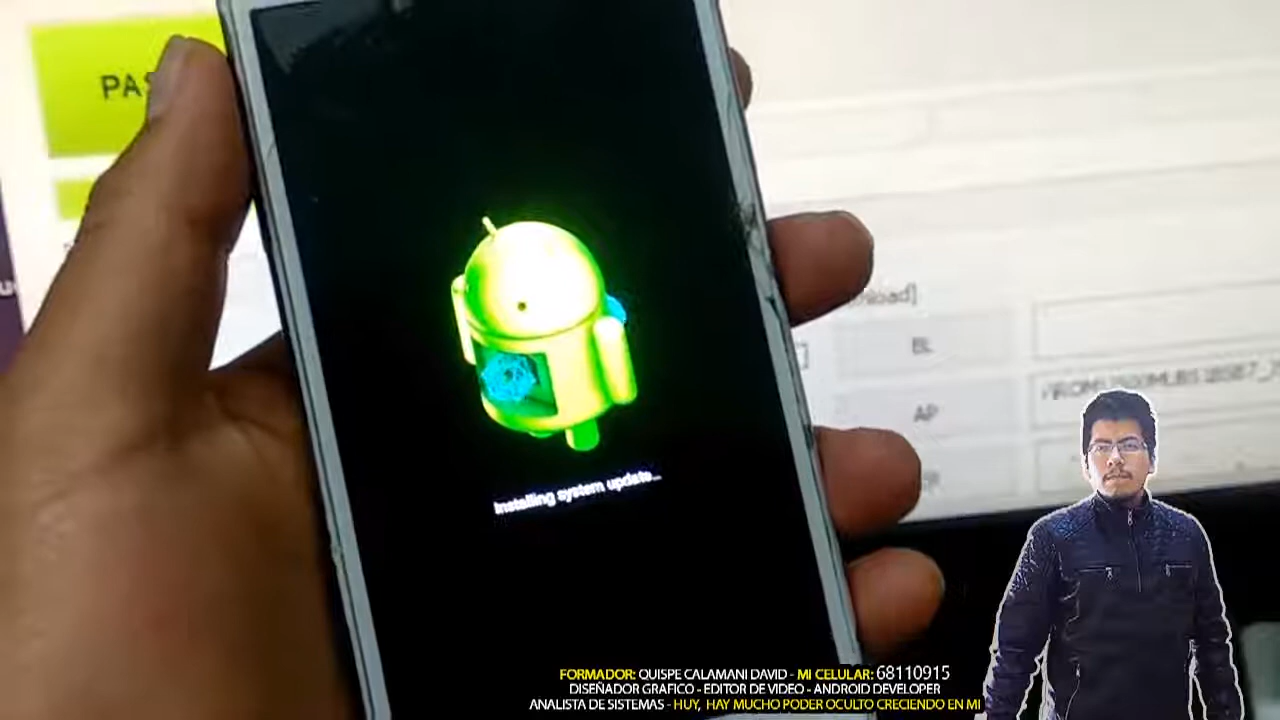 PAS
Installing system update...
nload]
BL
AP
FORMADOR: QUISPE CALAMANI DAVID - MI CELULAR: 68110915
DISEÑADOR GRAFICO - EDITOR DE VIDEO - ANDROID DEVELOPER
ANALISTA DE SISTEMAS - HUY, HAY MUCHO PODER OCULTO CRECIENDO EN MI